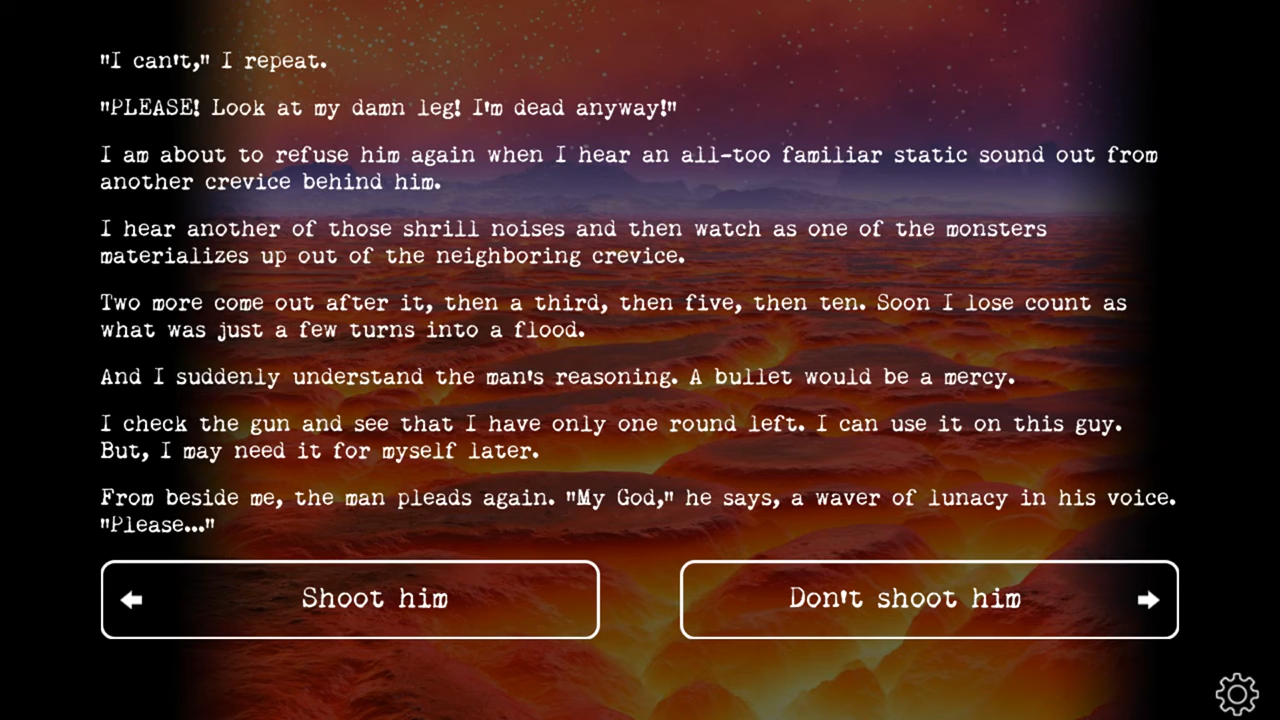 "I can't," I repeat.
"PLEASE! Look at my damn leg! I'm dead anyway!"
I am about to refuse him again when I hear an all-too familiar static sound out from
another crevice behind him.
I hear another of those shrill noises and then watch as one of the monsters
materializes up out of the neighboring crevice.
Two more come out after it, then a third, then five, then ten. Soon I lose count as
what was just a few turns into a flood.
And I suddenly understand the man's reasoning. A bullet would be a mercy.
I check the gun and see that I have only one round left. I can use it on this guy.
But, I may need it for myself later.
From beside me, the man pleads again. "My God," he says, a waver of lunacy in his voice.
"Please..."
Shoot him
Don't shoot him